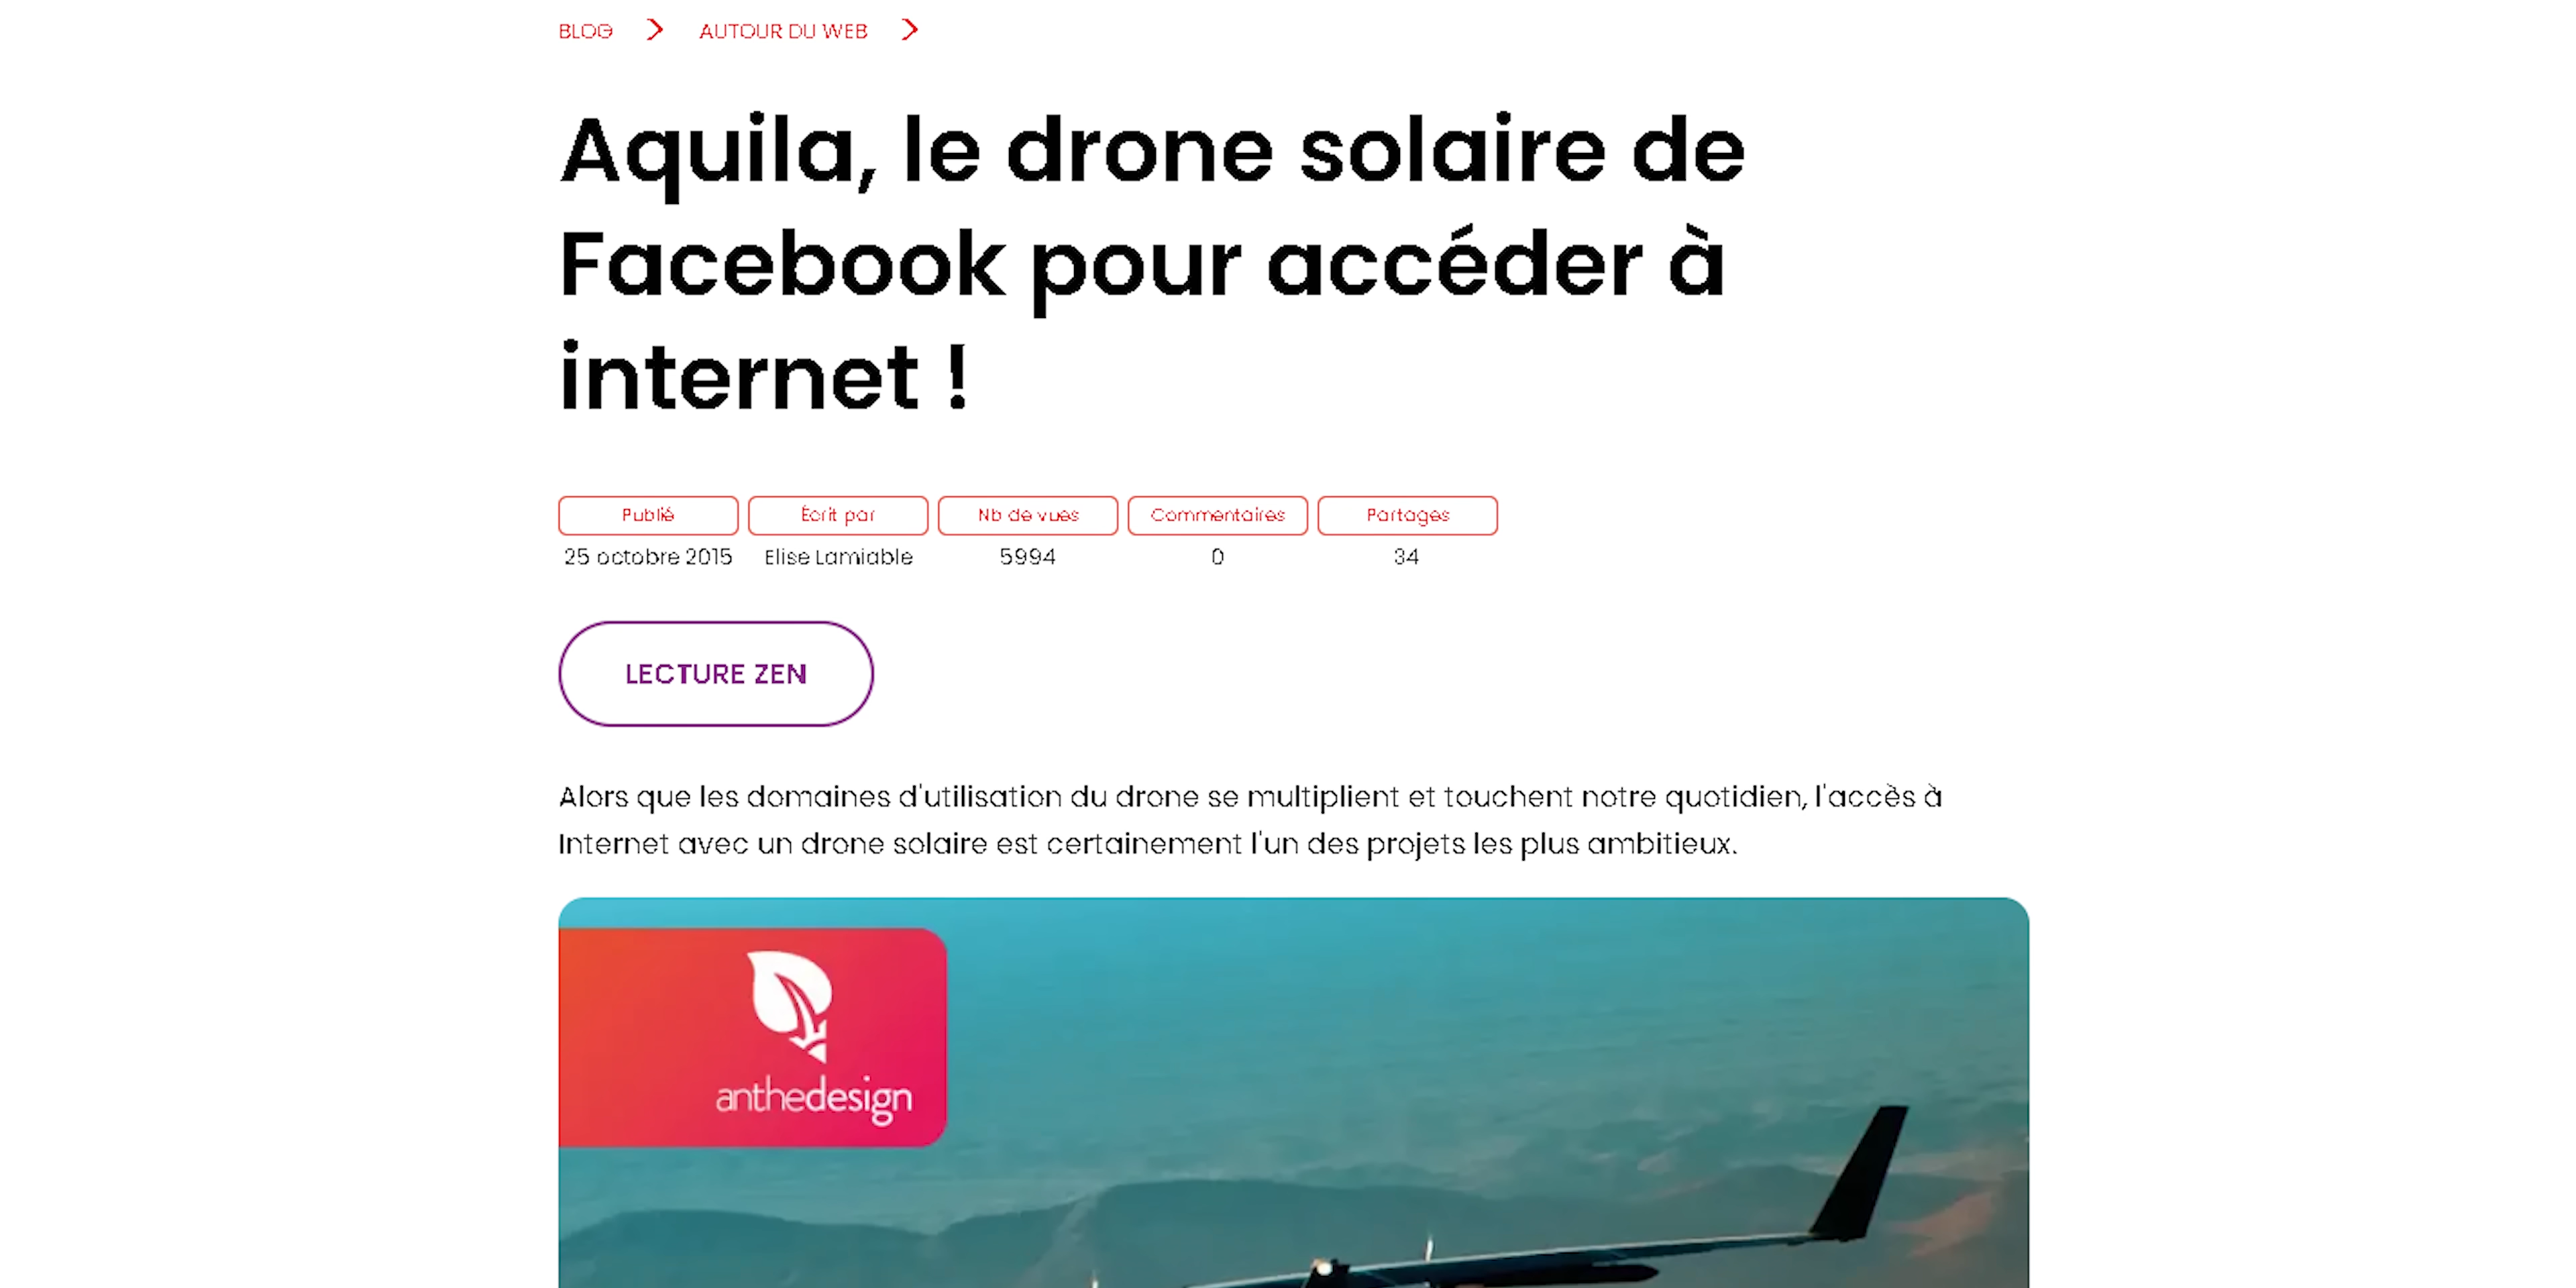 BLOG > AUTOUR DU WEB >
Aquila, le drone solaire de
Facebook pour accéder à
internet !
Publié Écrit par Nb de vues Commentaires Partages
25 octobre 2015 Elise Lamiable 5994 0 34
LECTURE ZEN
Alors que les domaines d'utilisation du drone se multiplient et touchent notre quotidien, l'accès à
Internet avec un drone solaire est certainement l'un des projets les plus ambitieux.
anthedesign